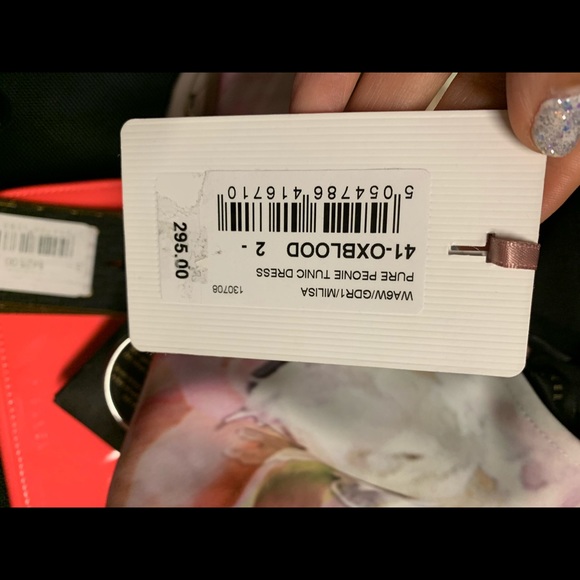 WA6W/GDR1/MILISA 130708
PURE PEONIE TUNIC DRESS
41-OXBLOOD 2 -
5 054786 416710
295.00